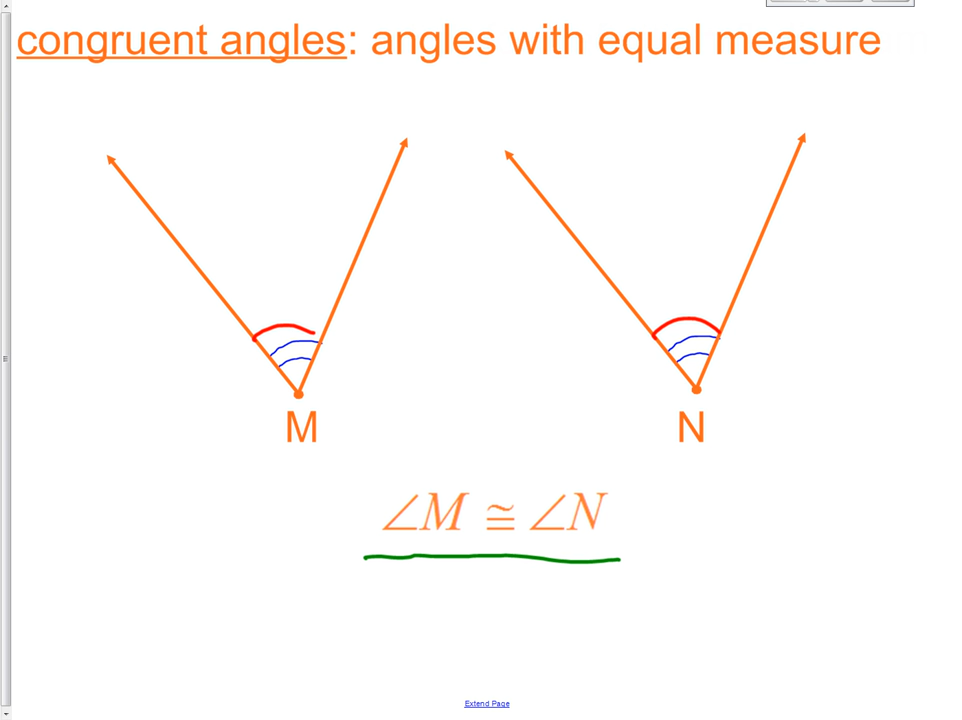 congruent angles: angles with equal measure
M
N
∠M ≅ ∠N
Extend Page